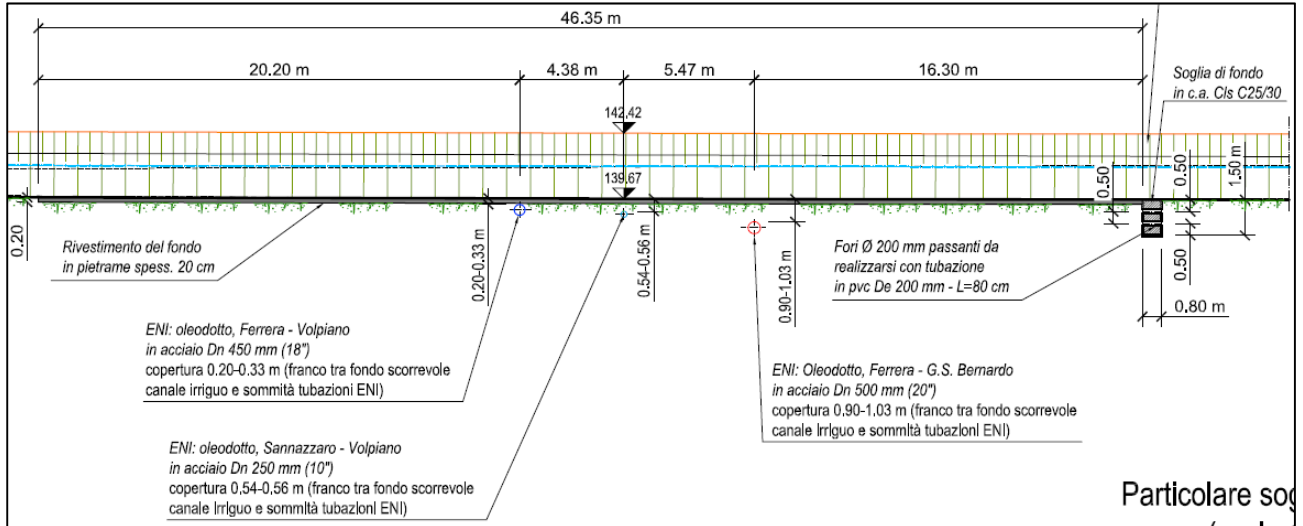 46.35 m
20.20 m
4.38 m
5.47 m
16.30 m
Soglia di fondo
in c.a. Cls C25/30
142,42
139,67
0.50
0.50
1.50 m
0.20
Rivestimento del fondo
in pietrame spess. 20 cm
0.20-0.33 m
0.54-0.56 m
0.90-1.03 m
Fori Ø 200 mm passanti da
realizzarsi con tubazione
in pvc De 200 mm - L=80 cm
0.50
0.80 m
ENI: oleodotto, Ferrera - Volpiano
in acciaio Dn 450 mm (18")
copertura 0.20-0.33 m (franco tra fondo scorrevole
canale irriguo e sommità tubazioni ENI)
ENI: Oleodotto, Ferrera - G.S. Bernardo
in acciaio Dn 500 mm (20")
copertura 0,90-1,03 m (franco tra fondo scorrevole
canale irriguo e sommità tubazioni ENI)
ENI: oleodotto, Sannazzaro - Volpiano
in acciaio Dn 250 mm (10")
copertura 0,54-0,56 m (franco tra fondo scorrevole
canale irriguo e sommità tubazioni ENI)
Particolare sog